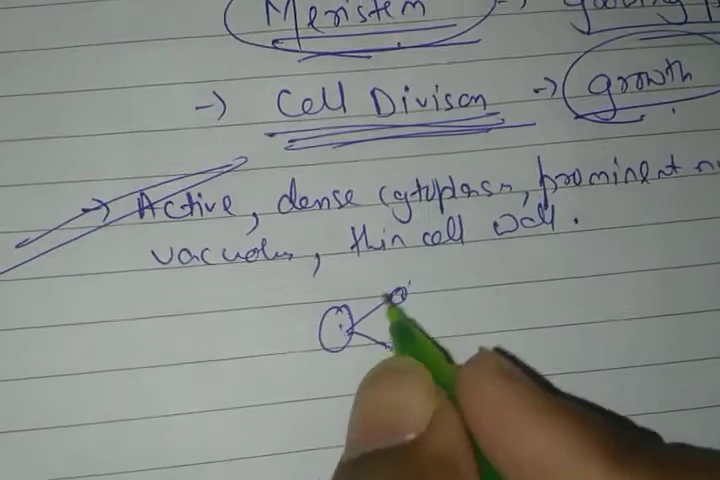 Meristem →
→ Cell Divison → growth
→ Active, dense cytoplasm, prominent
vacuoles, thin cell wall.